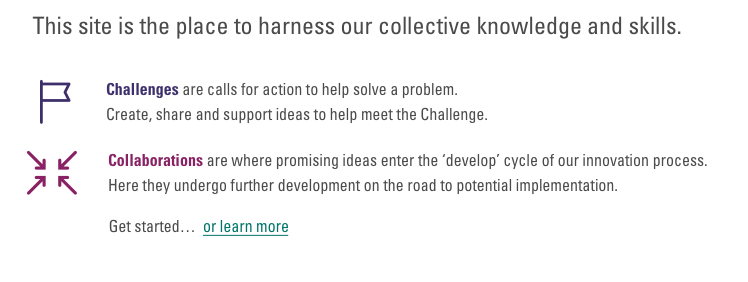 This site is the place to harness our collective knowledge and skills.
Challenges are calls for action to help solve a problem.
Create, share and support ideas to help meet the Challenge.
Collaborations are where promising ideas enter the ‘develop’ cycle of our innovation process.
Here they undergo further development on the road to potential implementation.
Get started… or learn more